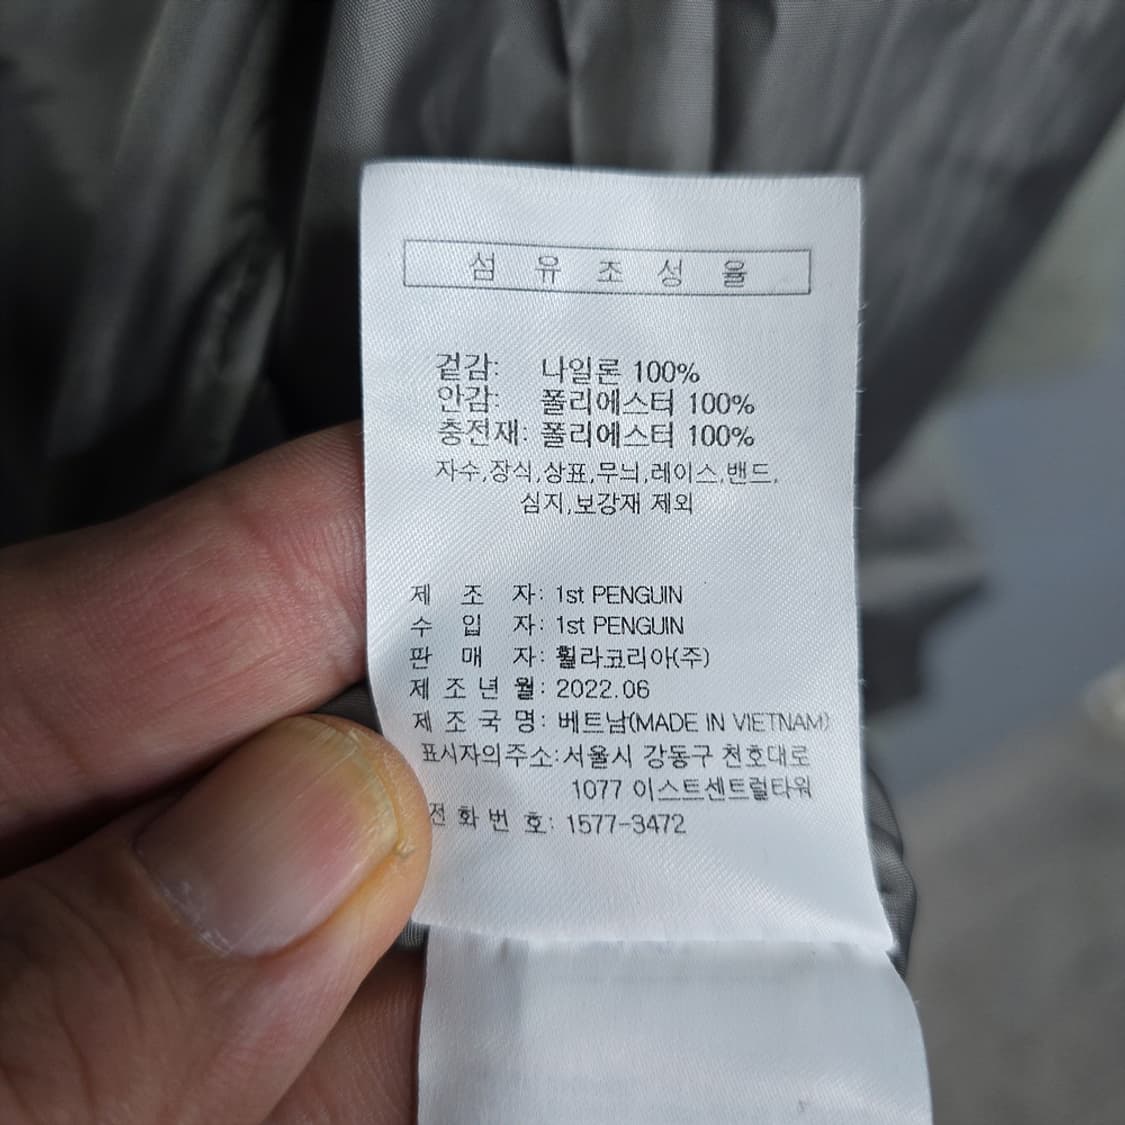 섬유조성율
겉감: 나일론 100%
안감: 폴리에스터 100%
충전재: 폴리에스터 100%
자수,장식,상표,무늬,레이스,밴드,
심지,보강재 제외
제 조 자: 1st PENGUIN
수 입 자: 1st PENGUIN
판 매 자: 휠라코리아(주)
제 조 년 월: 2022.06
제 조 국 명: 베트남(MADE IN VIETNAM)
표시자의주소:서울시 강동구 천호대로
1077 이스트센트럴타워
전 화 번 호: 1577-3472